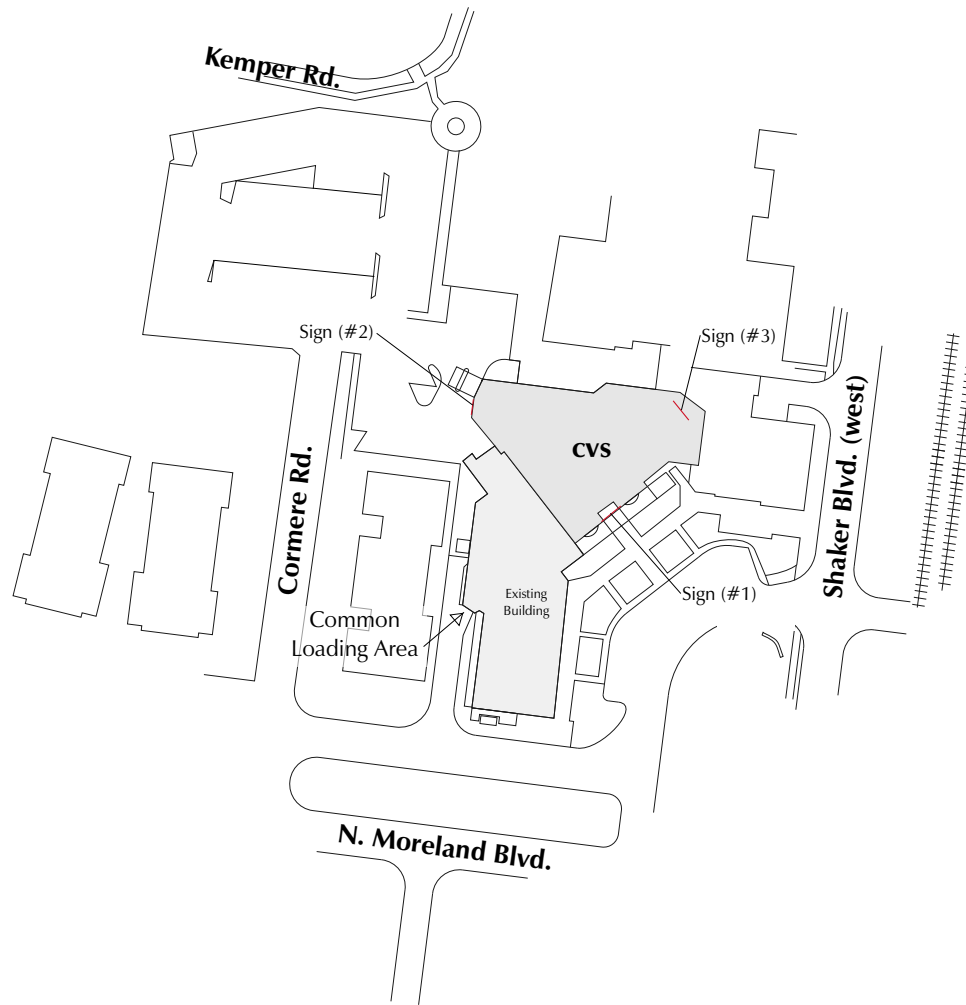 Kemper Rd.
Sign (#2)
Sign (#3)
CVS
Cormere Rd.
Shaker Blvd. (west)
Existing
Building
Sign (#1)
Common
Loading Area
N. Moreland Blvd.